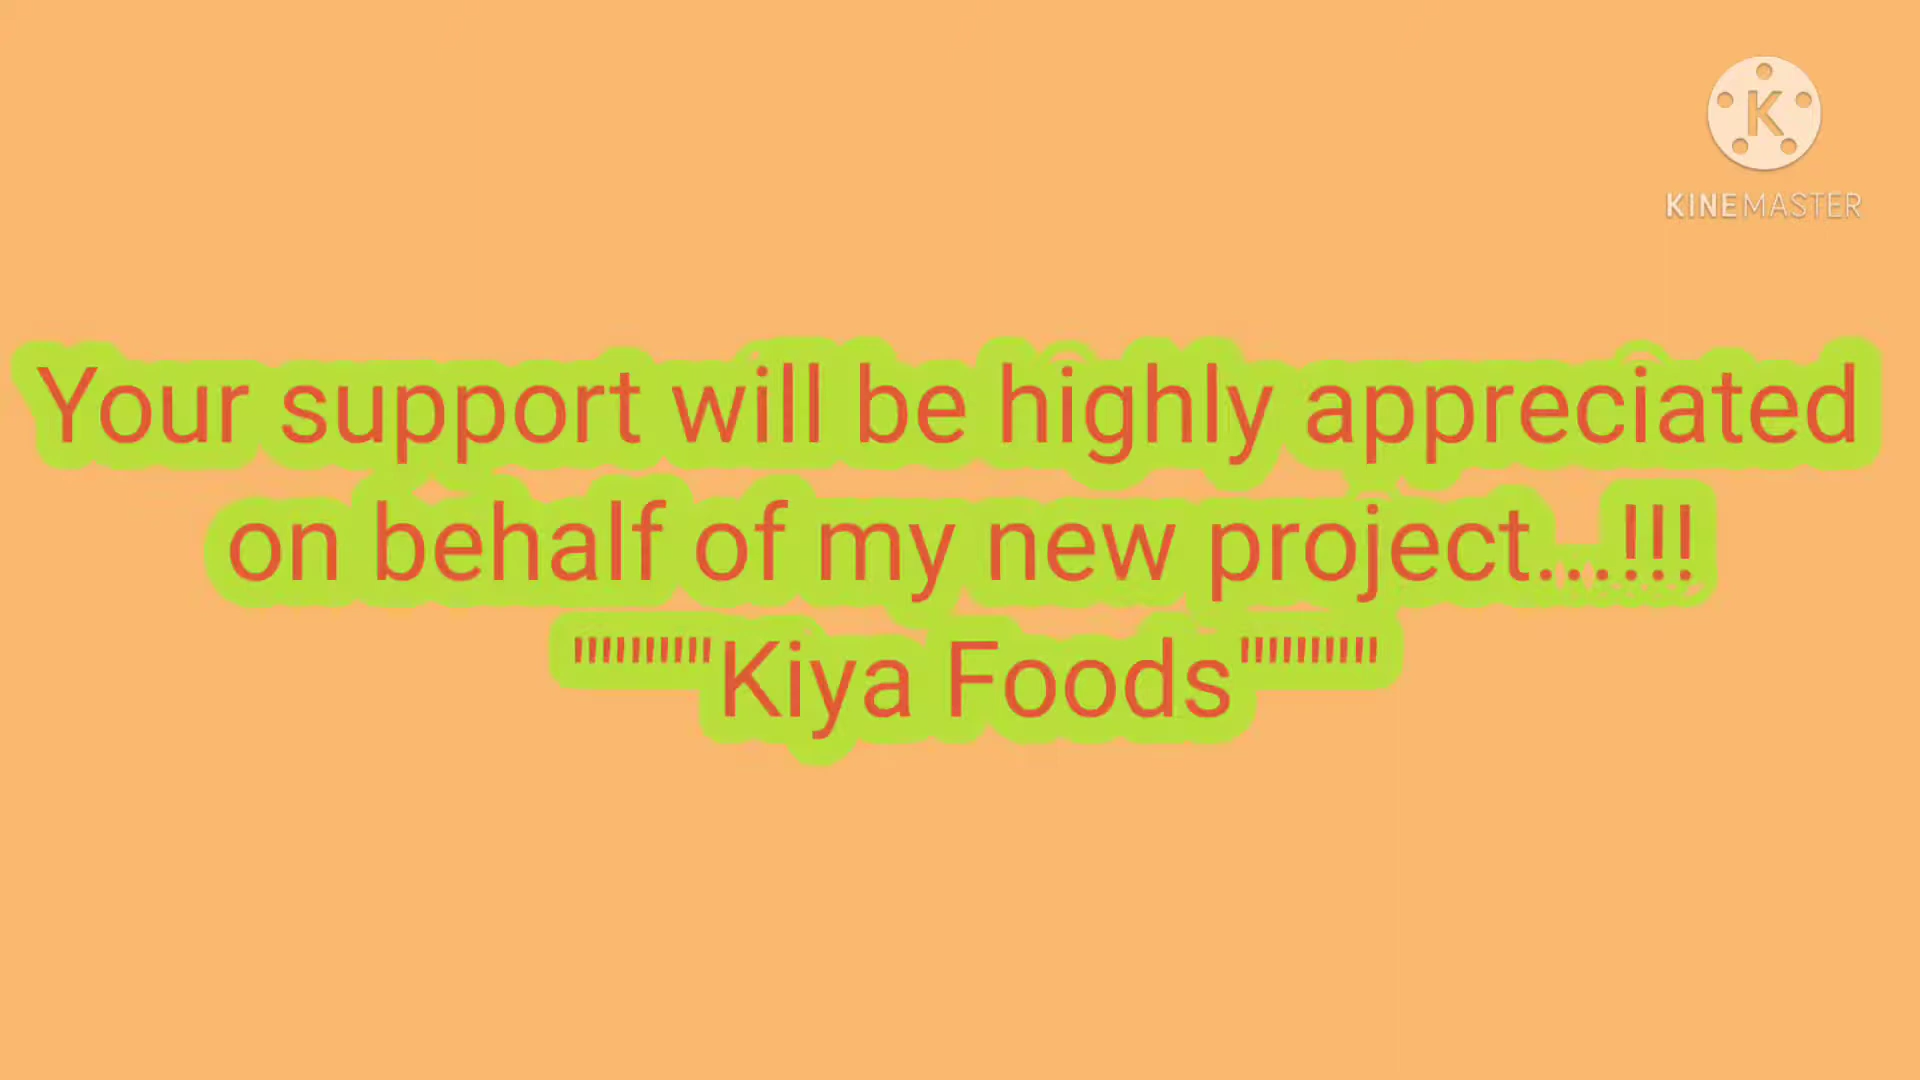 K
KINEMASTER
Your support will be highly appreciated
on behalf of my new project...!!!
""""""""""Kiya Foods""""""""""